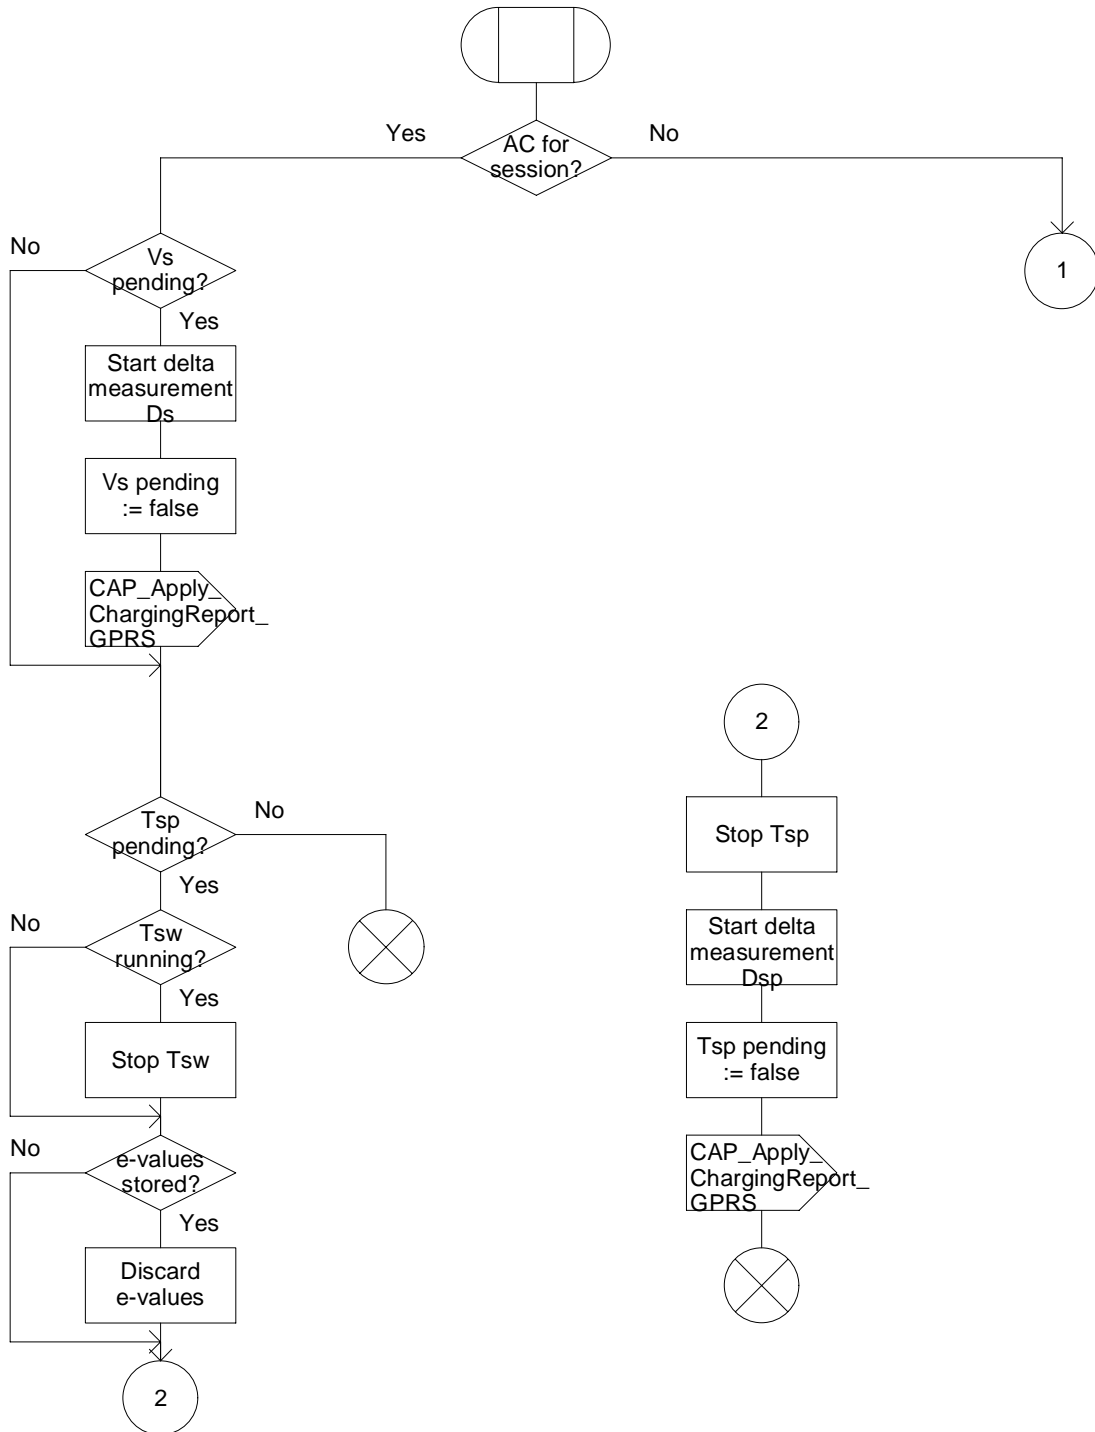 Yes
AC for
session?
No
No
Vs
pending?
1
Yes
Start delta
measurement
Ds
Vs pending
:= false
CAP_Apply_
ChargingReport_
GPRS
2
Tsp
pending?
No
Stop Tsp
Yes
No
Tsw
running?
Start delta
measurement
Dsp
Yes
Stop Tsw
Tsp pending
:= false
No
e-values
stored?
CAP_Apply_
ChargingReport_
GPRS
Yes
Discard
e-values
2